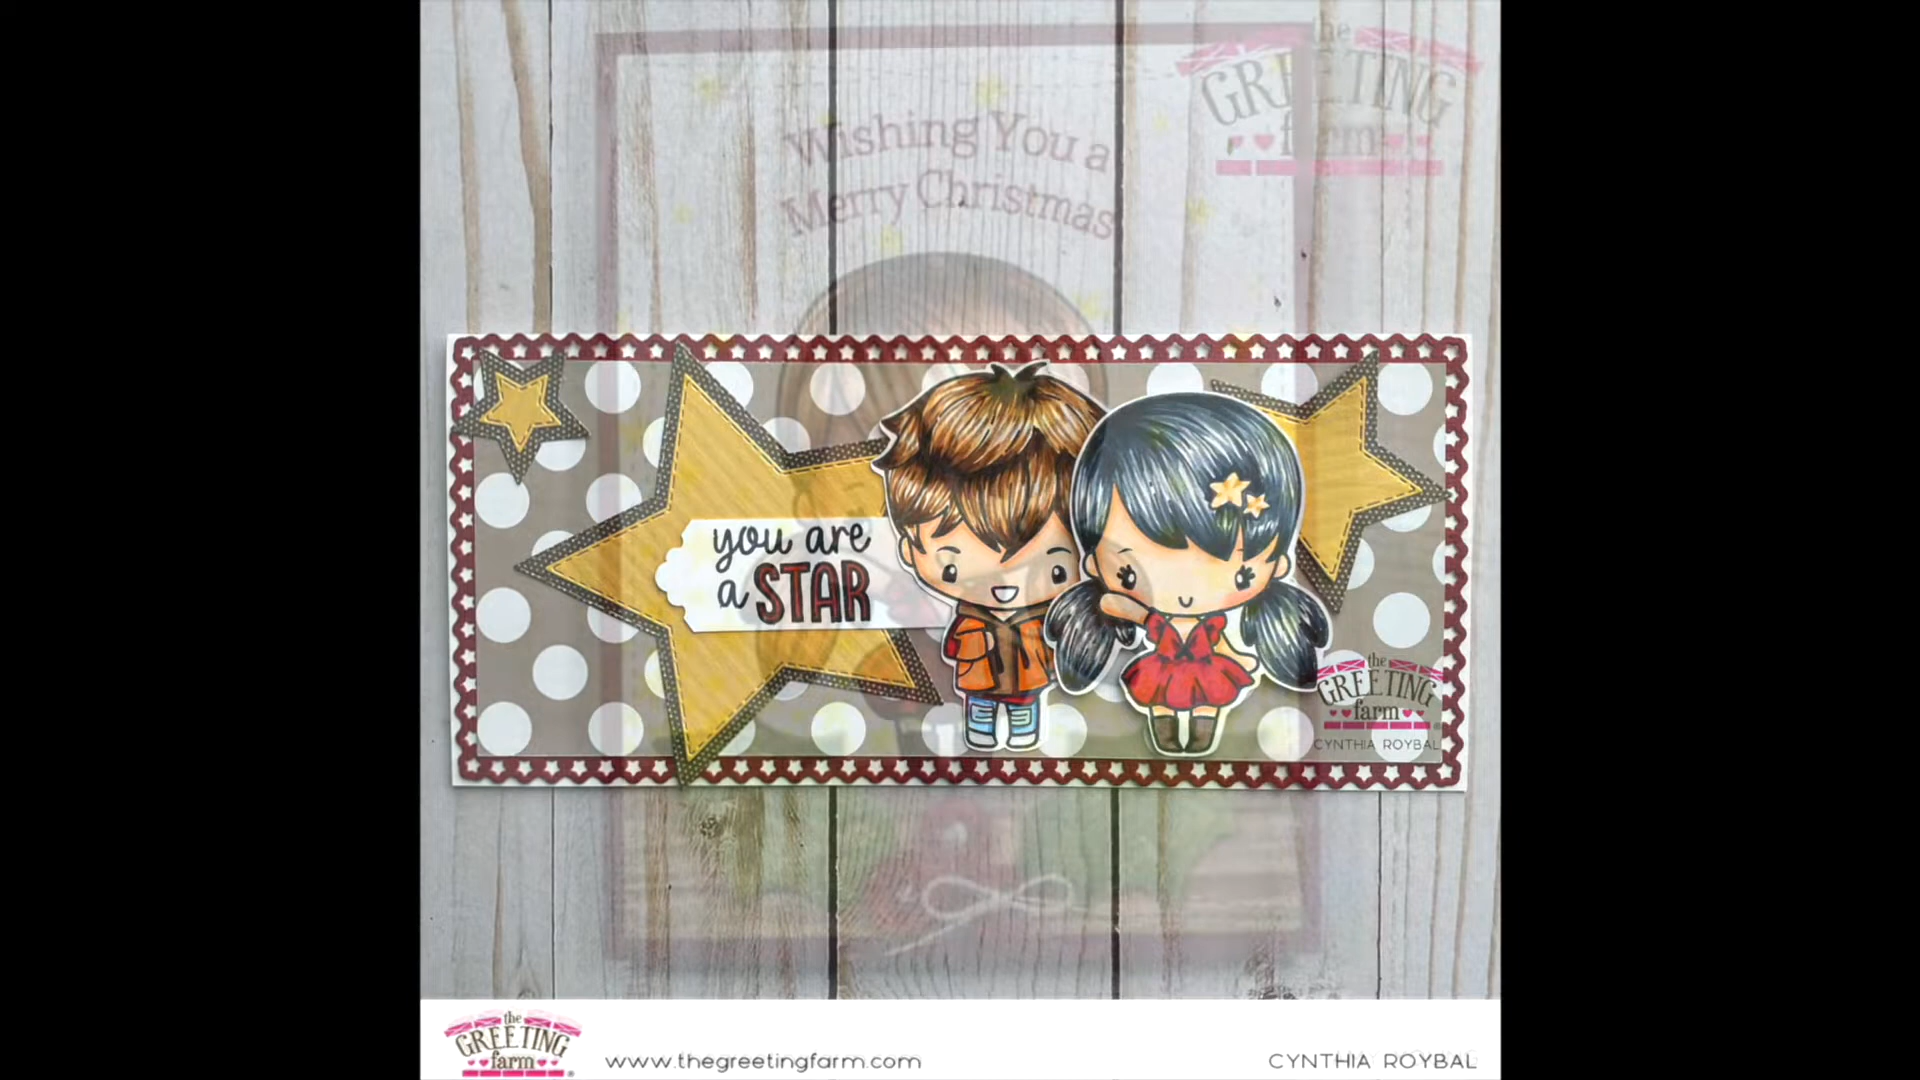 the
GREETING
farm
Wishing You a
Merry Christmas
you are
a STAR
the
GREETING
farm
CYNTHIA ROYBAL
the
GREETING
farm
www.thegreetingfarm.com
CYNTHIA ROYBAL